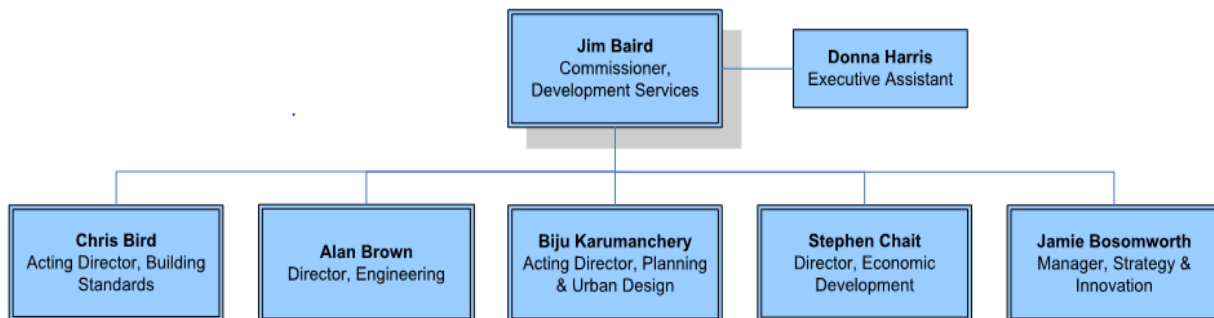 Jim Baird
Commissioner,
Development Services
Donna Harris
Executive Assistant
Chris Bird
Acting Director, Building
Standards
Alan Brown
Director, Engineering
Biju Karumanchery
Acting Director, Planning
& Urban Design
Stephen Chait
Director, Economic
Development
Jamie Bosomworth
Manager, Strategy &
Innovation